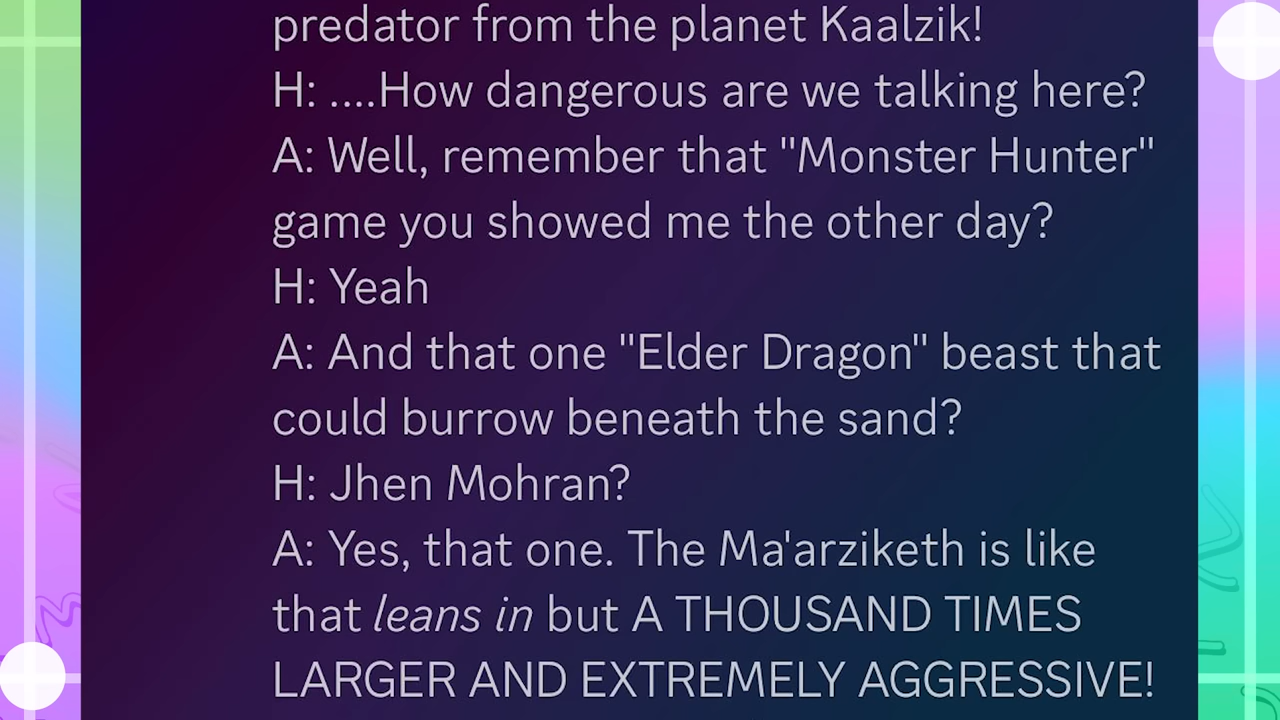 predator from the planet Kaalzik!
H: ....How dangerous are we talking here?
A: Well, remember that "Monster Hunter"
game you showed me the other day?
H: Yeah
A: And that one "Elder Dragon" beast that
could burrow beneath the sand?
H: Jhen Mohran?
A: Yes, that one. The Ma'arziketh is like
that leans in but A THOUSAND TIMES
LARGER AND EXTREMELY AGGRESSIVE!